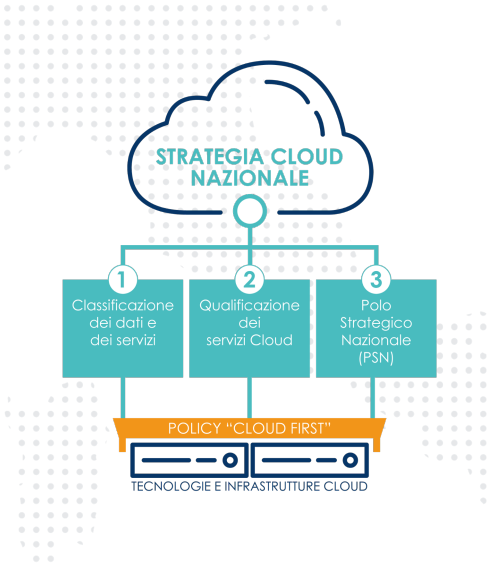 STRATEGIA CLOUD
NAZIONALE
1
Classificazione
dei dati e
dei servizi
2
Qualificazione
dei
servizi Cloud
3
Polo
Strategico
Nazionale
(PSN)
POLICY “CLOUD FIRST”
TECNOLOGIE E INFRASTRUTTURE CLOUD